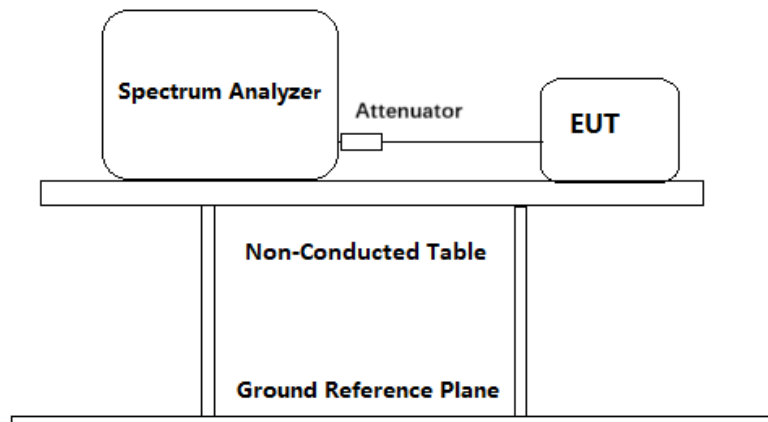 Spectrum Analyzer
Attenuator
EUT
Non-Conducted Table
Ground Reference Plane